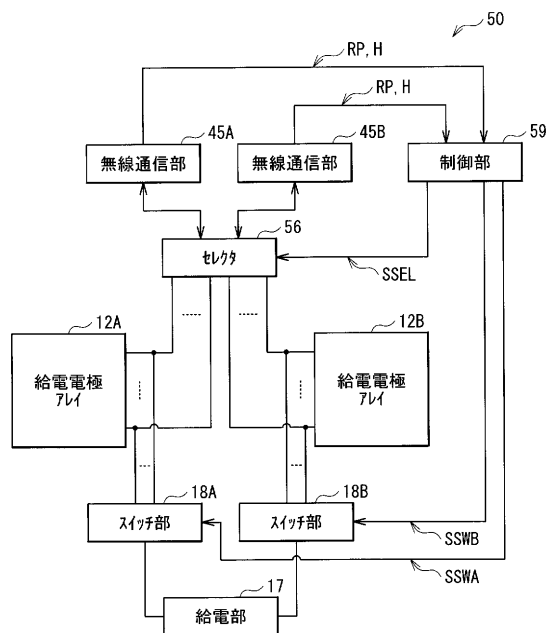 50
RP, H
RP, H
45A
45B
59
無線通信部
無線通信部
制御部
56
セレクタ
SSEL
12A
12B
給電電極
アレイ
給電電極
アレイ
18A
18B
スイッチ部
スイッチ部
SSWB
SSWA
17
給電部